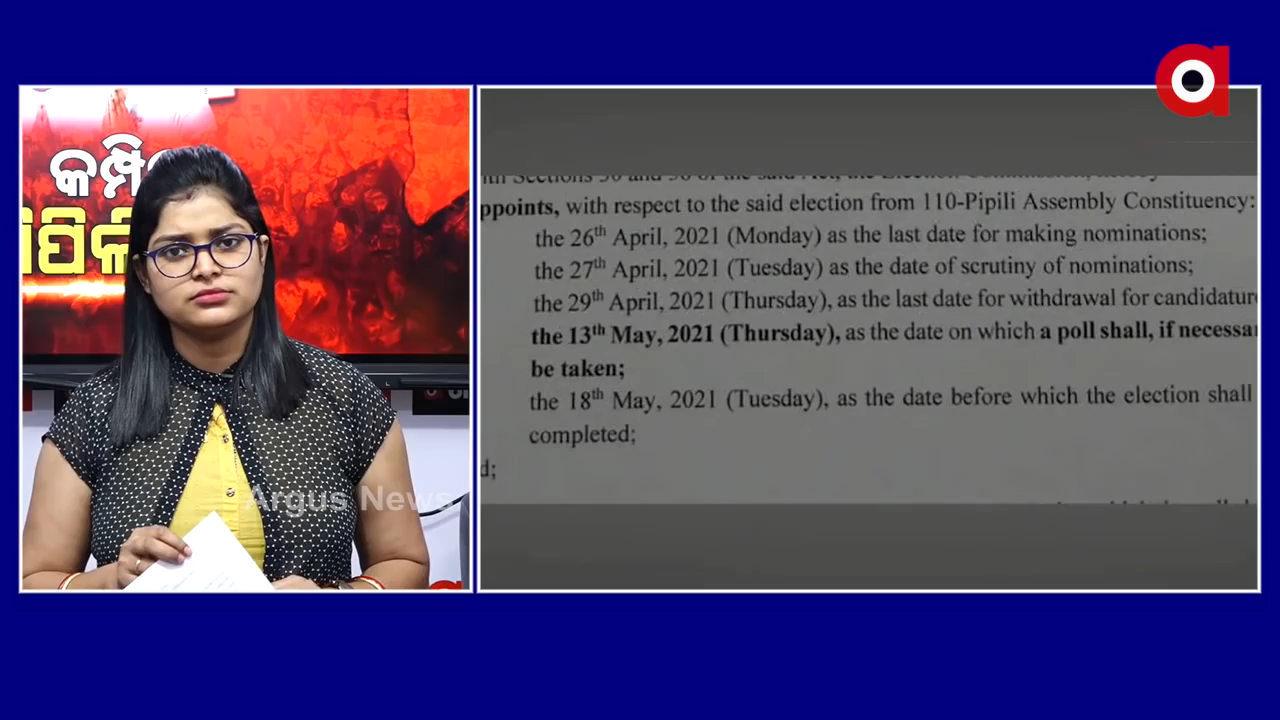 କମ୍ପି
ପିପିଲି
Argus News
ppoints, with respect to the said election from 110-Pipili Assembly Constituency:
the 26th April, 2021 (Monday) as the last date for making nominations;
the 27th April, 2021 (Tuesday) as the date of scrutiny of nominations;
the 29th April, 2021 (Thursday), as the last date for withdrawal for candidatur
the 13th May, 2021 (Thursday), as the date on which a poll shall, if necessa
be taken;
the 18th May, 2021 (Tuesday), as the date before which the election shall
completed;
d;